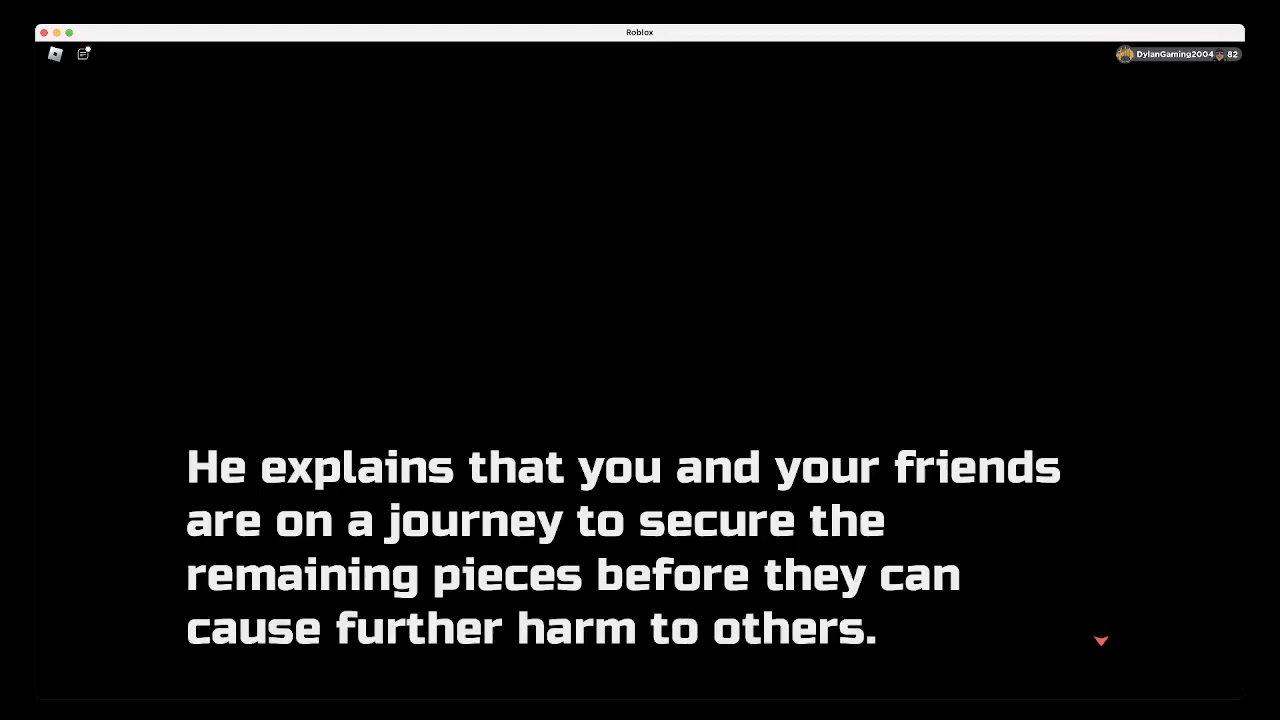 Roblox
DylanGaming2004 82
He explains that you and your friends
are on a journey to secure the
remaining pieces before they can
cause further harm to others.